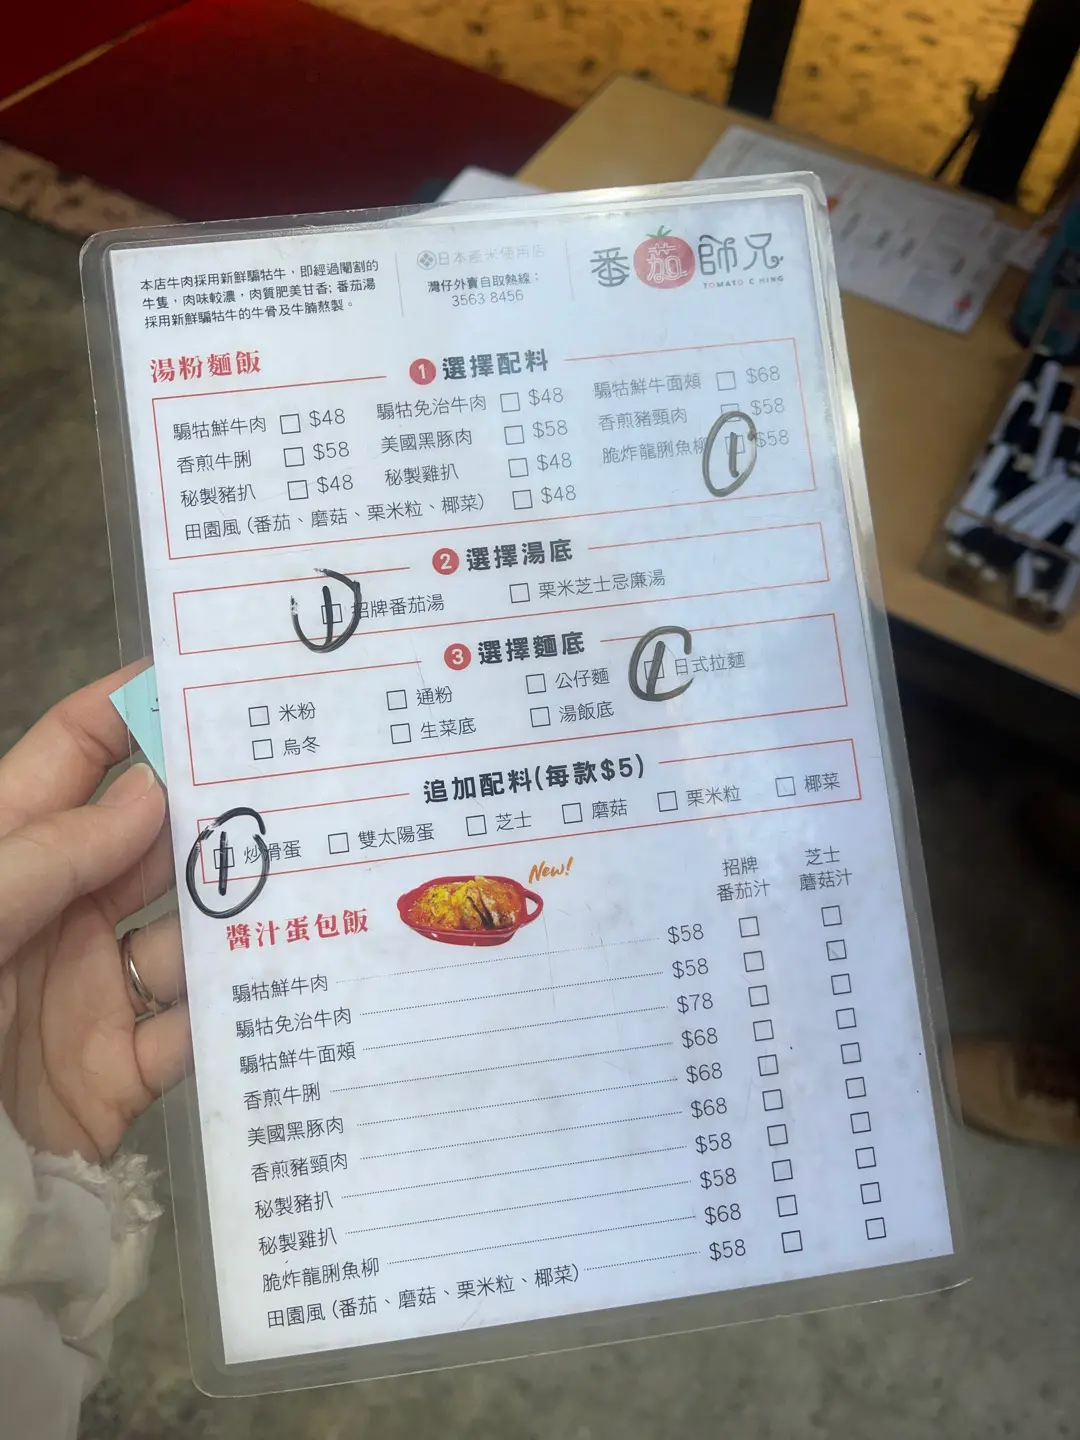 本店牛肉採用新鮮騸牯牛，即經過閹割的
牛隻，肉味較濃，肉質肥美甘香; 番茄湯
採用新鮮騸牯牛的牛骨及牛腩熬製。
日本產米使用店
灣仔外賣自取熱線：
3563 8456
番茄師兄
TOMATO C HING
湯粉麵飯
1 選擇配料
騸牯鮮牛肉 $48
騸牯免治牛肉 $48
騸牯鮮牛面頰 $68
香煎牛脷 $58
美國黑豚肉 $58
香煎豬頸肉 $58
秘製豬扒 $48
秘製雞扒 $48
脆炸龍脷魚柳 1 $58
田園風 (番茄、磨菇、粟米粒、椰菜) $48
2 選擇湯底
1 招牌番茄湯
栗米芝士忌廉湯
3 選擇麵底
米粉
通粉
公仔麵
1 日式拉麵
烏冬
生菜底
湯飯底
追加配料(每款$5)
1 炒滑蛋
雙太陽蛋
芝士
磨菇
粟米粒
椰菜
醬汁蛋包飯
New!
招牌
番茄汁
芝士
磨菇汁
騸牯鮮牛肉 $58
騸牯免治牛肉 $58
騸牯鮮牛面頰 $78
香煎牛脷 $68
美國黑豚肉 $68
香煎豬頸肉 $68
秘製豬扒 $58
秘製雞扒 $58
脆炸龍脷魚柳 $68
田園風 (番茄、磨菇、粟米粒、椰菜) $58